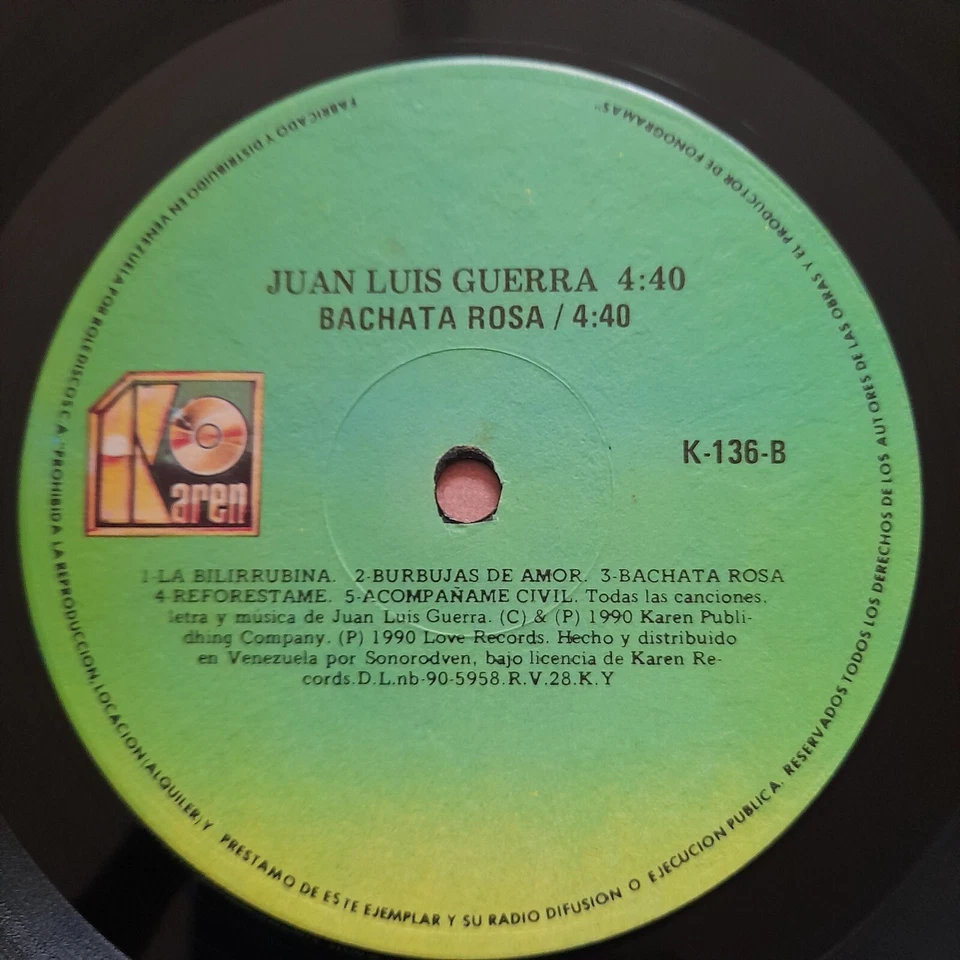 JUAN LUIS GUERRA 4:40
BACHATA ROSA / 4:40
Karen
K-136-B
1-LA BILIRRUBINA. 2-BURBUJAS DE AMOR. 3-BACHATA ROSA
4-REFORESTAME. 5-ACOMPAÑAME CIVIL. Todas las canciones,
letra y música de Juan Luis Guerra. (C) & (P) 1990 Karen Publi-
dhing Company. (P) 1990 Love Records. Hecho y distribuido
en Venezuela por Sonorodven, bajo licencia de Karen Re-
cords.D.L.nb-90-5958.R.V.28.K.Y
FABRICADO Y DISTRIBUIDO EN VENEZUELA POR ROLEDISCOS C.A. "PROHIBIDA LA REPRODUCCION, LOCACION (ALQUILER) Y PRESTAMO DE ESTE EJEMPLAR Y SU RADIO DIFUSION O EJECUCION PUBLICA. RESERVADOS TODOS LOS DERECHOS DE LOS AUTORES DE LAS OBRAS Y EL PRODUCTOR DE FONOGRAMAS"